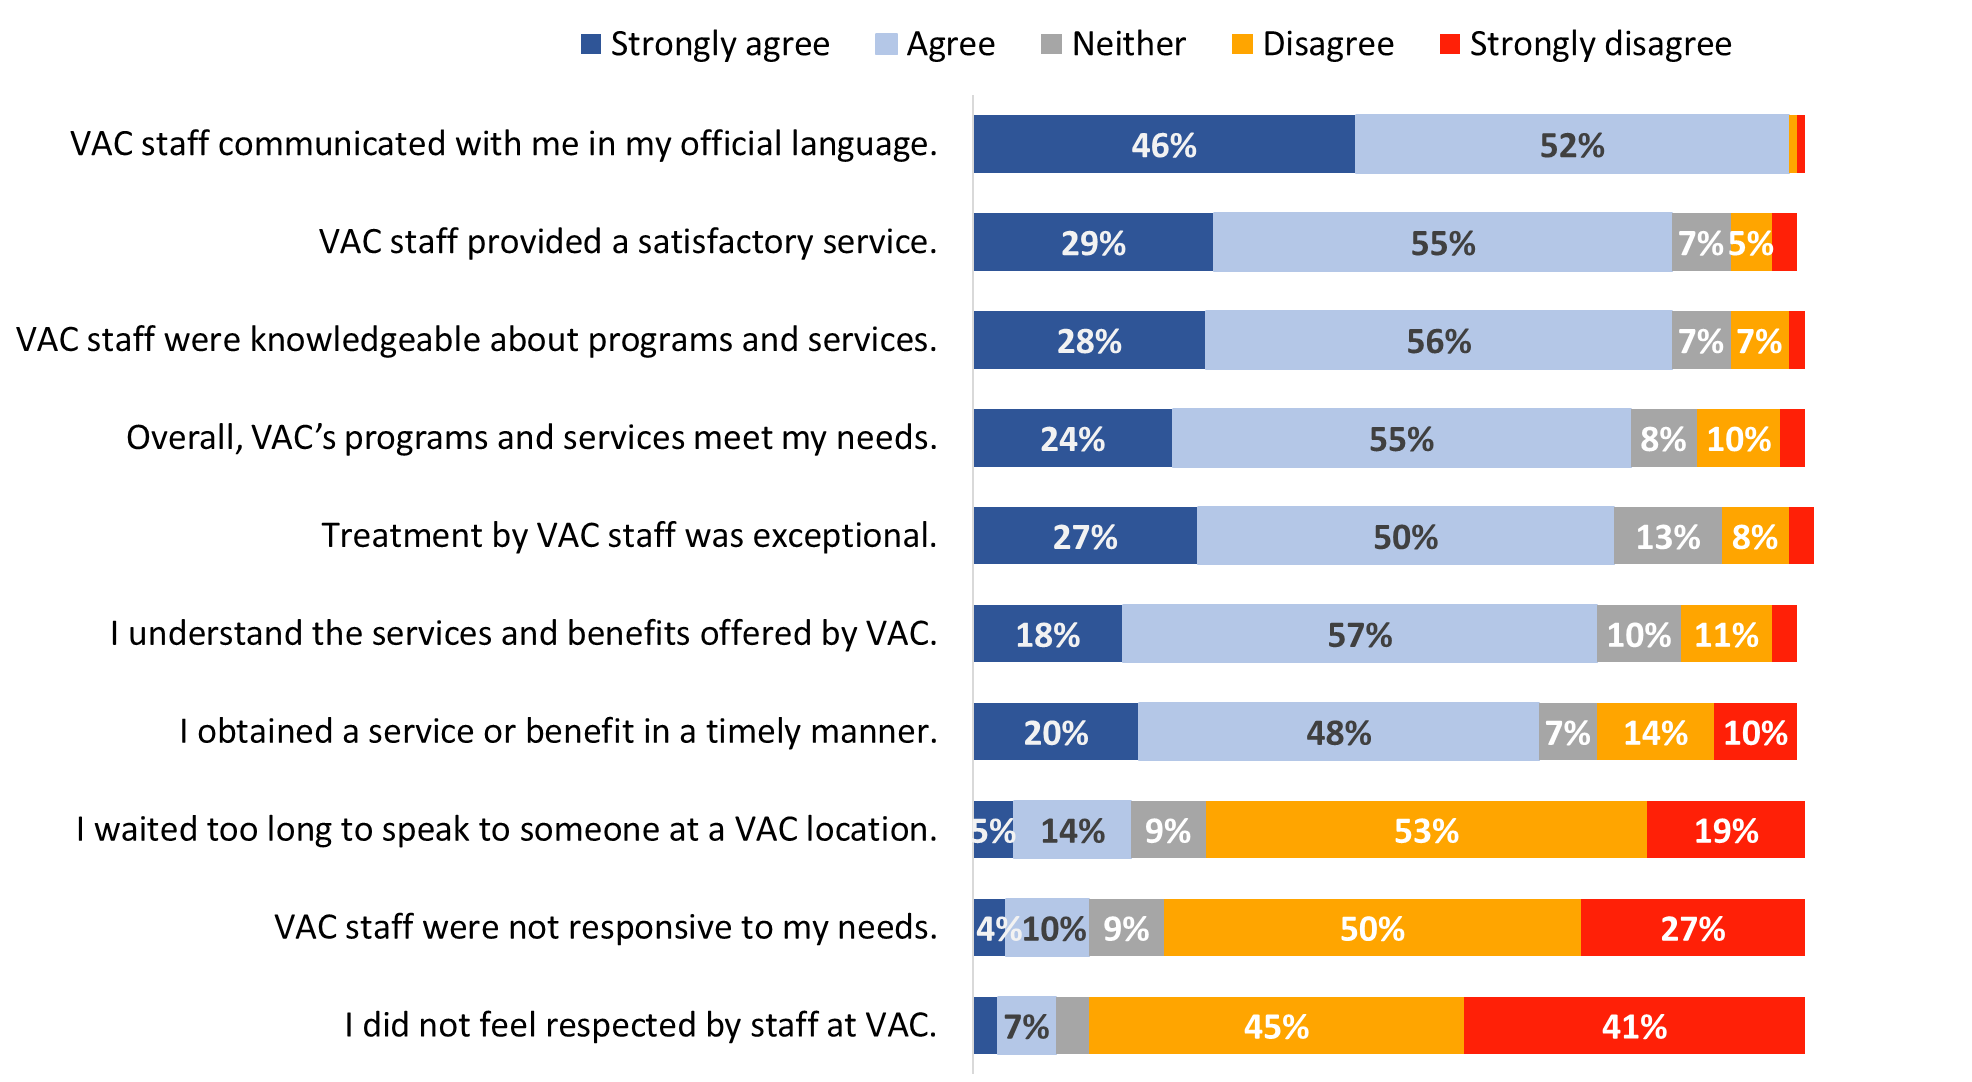 Strongly agree Agree Neither Disagree Strongly disagree
VAC staff communicated with me in my official language. 46% 52%
VAC staff provided a satisfactory service. 29% 55% 7% 5%
VAC staff were knowledgeable about programs and services. 28% 56% 7% 7%
Overall, VAC’s programs and services meet my needs. 24% 55% 8% 10%
Treatment by VAC staff was exceptional. 27% 50% 13% 8%
I understand the services and benefits offered by VAC. 18% 57% 10% 11%
I obtained a service or benefit in a timely manner. 20% 48% 7% 14% 10%
I waited too long to speak to someone at a VAC location. 5% 14% 9% 53% 19%
VAC staff were not responsive to my needs. 4% 10% 9% 50% 27%
I did not feel respected by staff at VAC. 7% 45% 41%